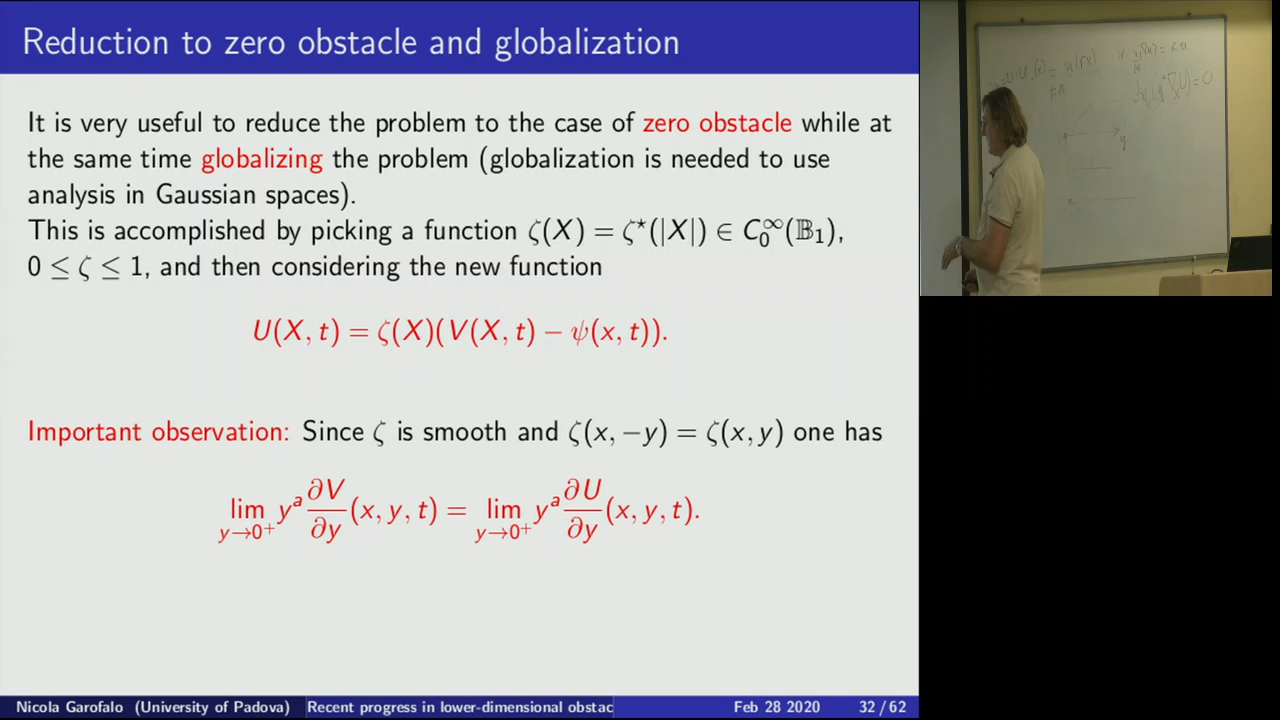 Reduction to zero obstacle and globalization
It is very useful to reduce the problem to the case of zero obstacle while at
the same time globalizing the problem (globalization is needed to use
analysis in Gaussian spaces).
This is accomplished by picking a function ζ(X) = ζ⋆(|X|) ∈ C₀^∞(𝔹₁),
0 ≤ ζ ≤ 1, and then considering the new function
U(X, t) = ζ(X)(V(X, t) − ψ(x, t)).
Important observation: Since ζ is smooth and ζ(x, −y) = ζ(x, y) one has
lim_{y→0⁺} y^a ∂V/∂y (x, y, t) = lim_{y→0⁺} y^a ∂U/∂y (x, y, t).
Nicola Garofalo (University of Padova) Recent progress in lower-dimensional obstac Feb 28 2020 32 / 62